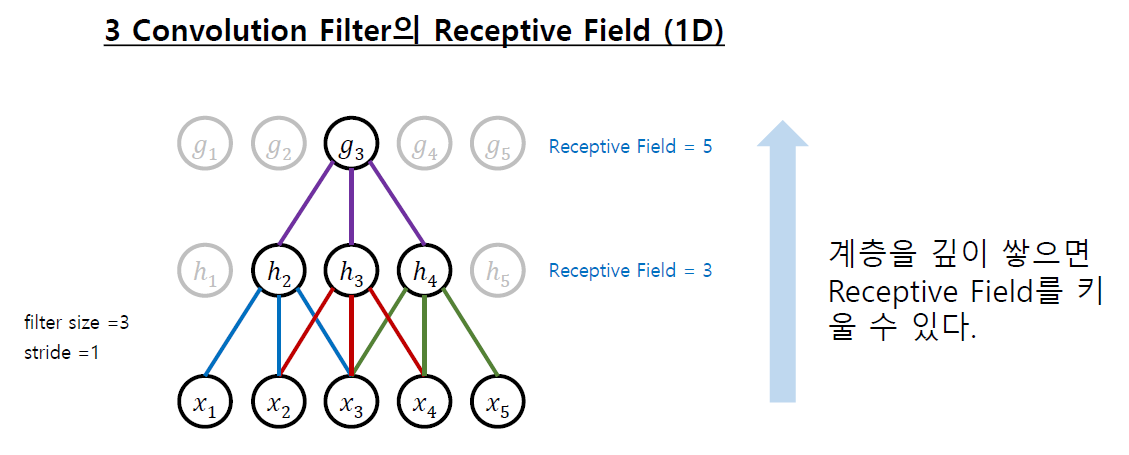 3 Convolution Filter의 Receptive Field (1D)
g1 g2 g3 g4 g5 Receptive Field = 5
h1 h2 h3 h4 h5 Receptive Field = 3
계층을 깊이 쌓으면
Receptive Field를 키
울 수 있다.
filter size =3
stride =1
x1 x2 x3 x4 x5